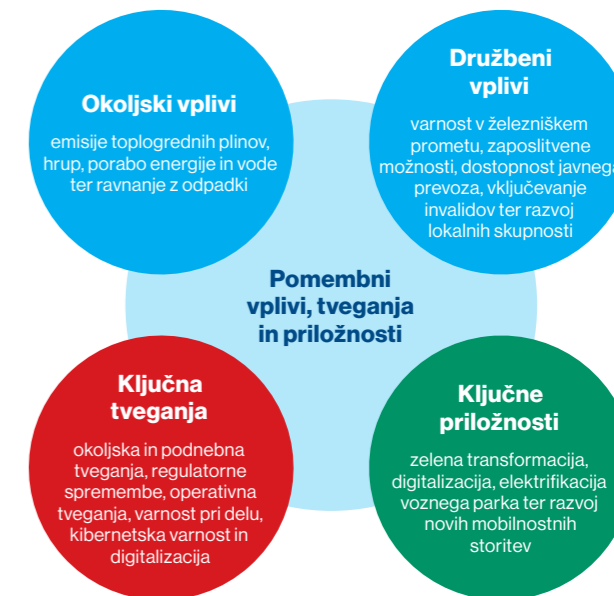 Okoljski vplivi
emisije toplogrednih plinov,
hrup, porabo energije in vode
ter ravnanje z odpadki
Družbeni
vplivi
varnost v železniškem
prometu, zaposlitvene
možnosti, dostopnost javnega
prevoza, vključevanje
invalidov ter razvoj
lokalnih skupnosti
Pomembni
vplivi, tveganja
in priložnosti
Ključna
tveganja
okoljska in podnebna
tveganja, regulatorne
spremembe, operativna
tveganja, varnost pri delu,
kibernetska varnost in
digitalizacija
Ključne
priložnosti
zelena transformacija,
digitalizacija, elektrifikacija
voznega parka ter razvoj
novih mobilnostnih
storitev